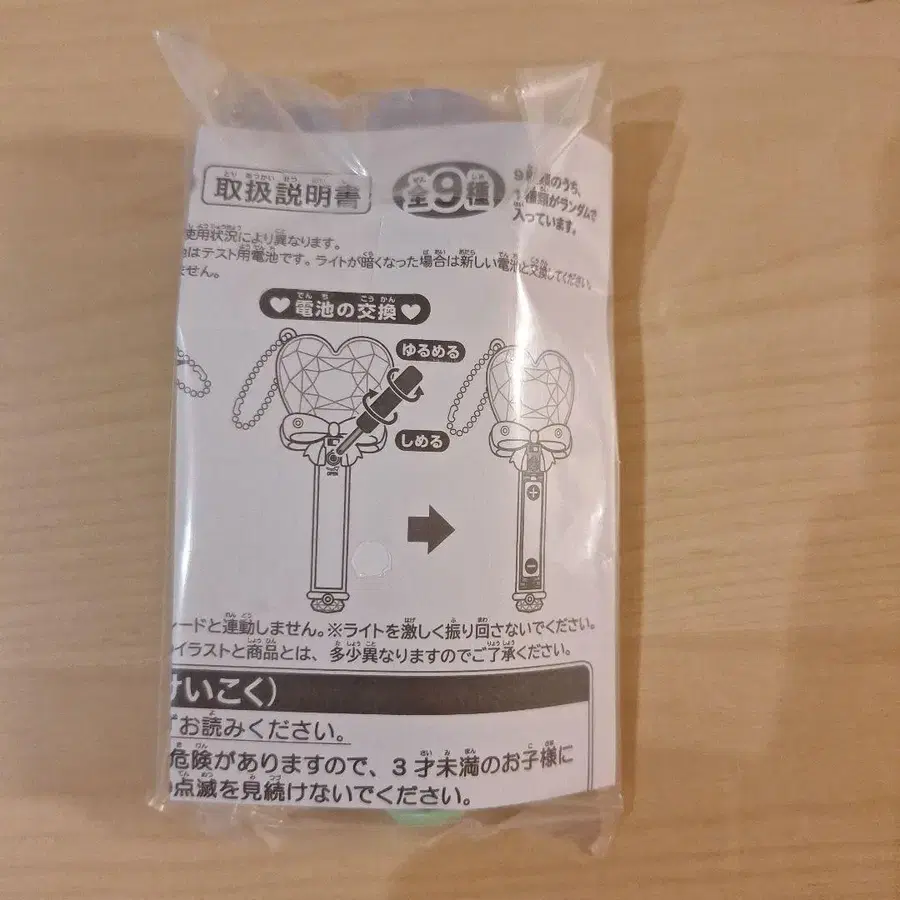 取扱説明書
全9種
9種類のうち、
1種類がランダムで
入っています。
使用状況により異なります。
はテスト用電池です。ライトが暗くなった場合は新しい電池と交換してください。
ません。
♥電池の交換♥
ゆるめる
しめる
+
−
レードと連動しません。※ライトを激しく振り回さないでください。
イラストと商品とは、多少異なりますのでご了承ください。
けいこく）
ずお読みください。
危険がありますので、3才未満のお子様に
点滅を見続けないでください。